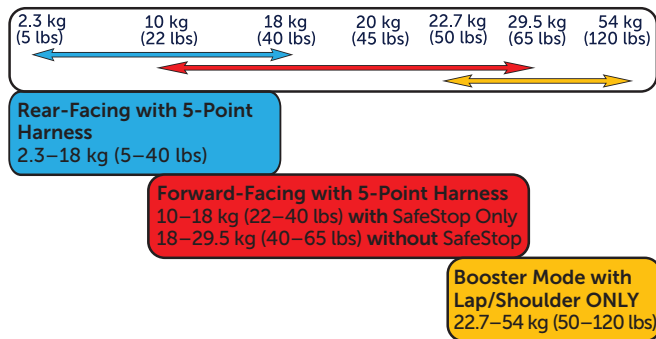 2.3 kg 10 kg 18 kg 20 kg 22.7 kg 29.5 kg 54 kg
(5 lbs) (22 lbs) (40 lbs) (45 lbs) (50 lbs) (65 lbs) (120 lbs)
Rear-Facing with 5-Point
Harness
2.3–18 kg (5–40 lbs)
Forward-Facing with 5-Point Harness
10–18 kg (22–40 lbs) with SafeStop Only
18–29.5 kg (40–65 lbs) without SafeStop
Booster Mode with
Lap/Shoulder ONLY
22.7–54 kg (50–120 lbs)